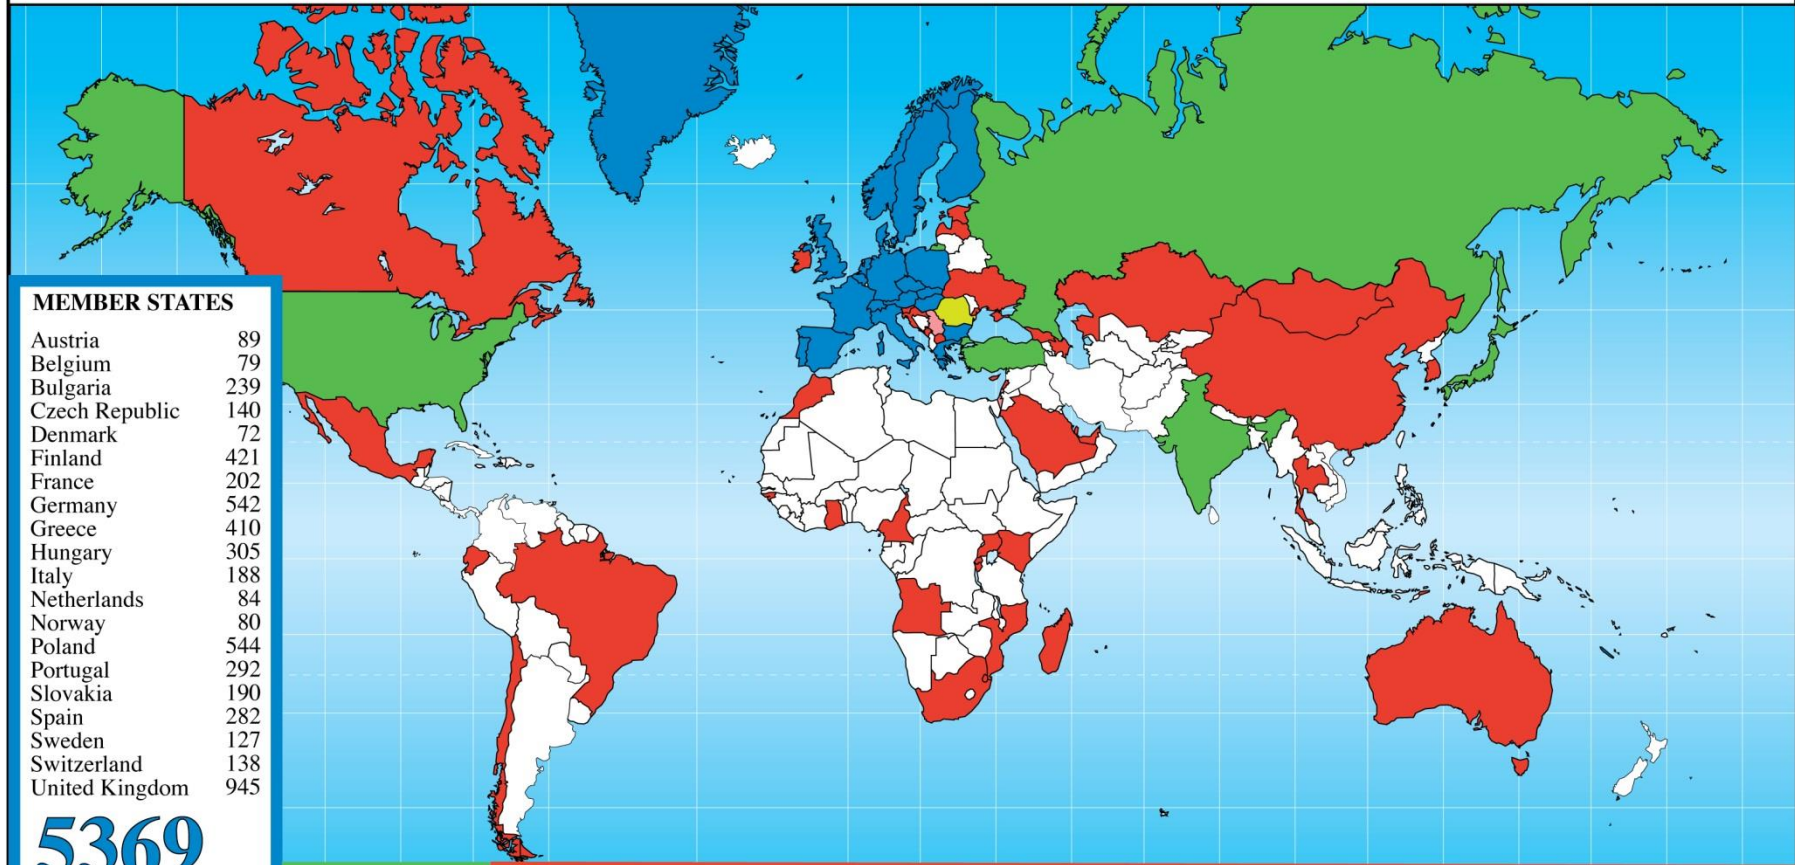 MEMBER STATES
Austria 89
Belgium 79
Bulgaria 239
Czech Republic 140
Denmark 72
Finland 421
France 202
Germany 542
Greece 410
Hungary 305
Italy 188
Netherlands 84
Norway 80
Poland 544
Portugal 292
Slovakia 190
Spain 282
Sweden 127
Switzerland 138
United Kingdom 945
5369